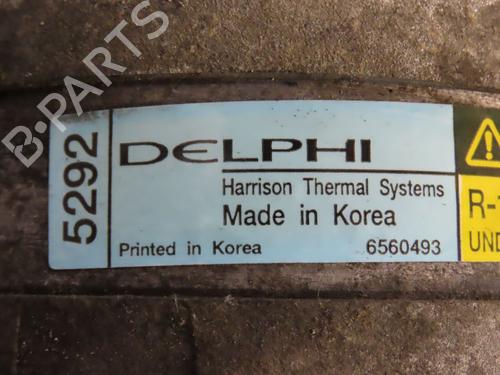 B-PARTS
5292
DELPHI
Harrison Thermal Systems
Made in Korea
Printed in Korea 6560493
R-
UND